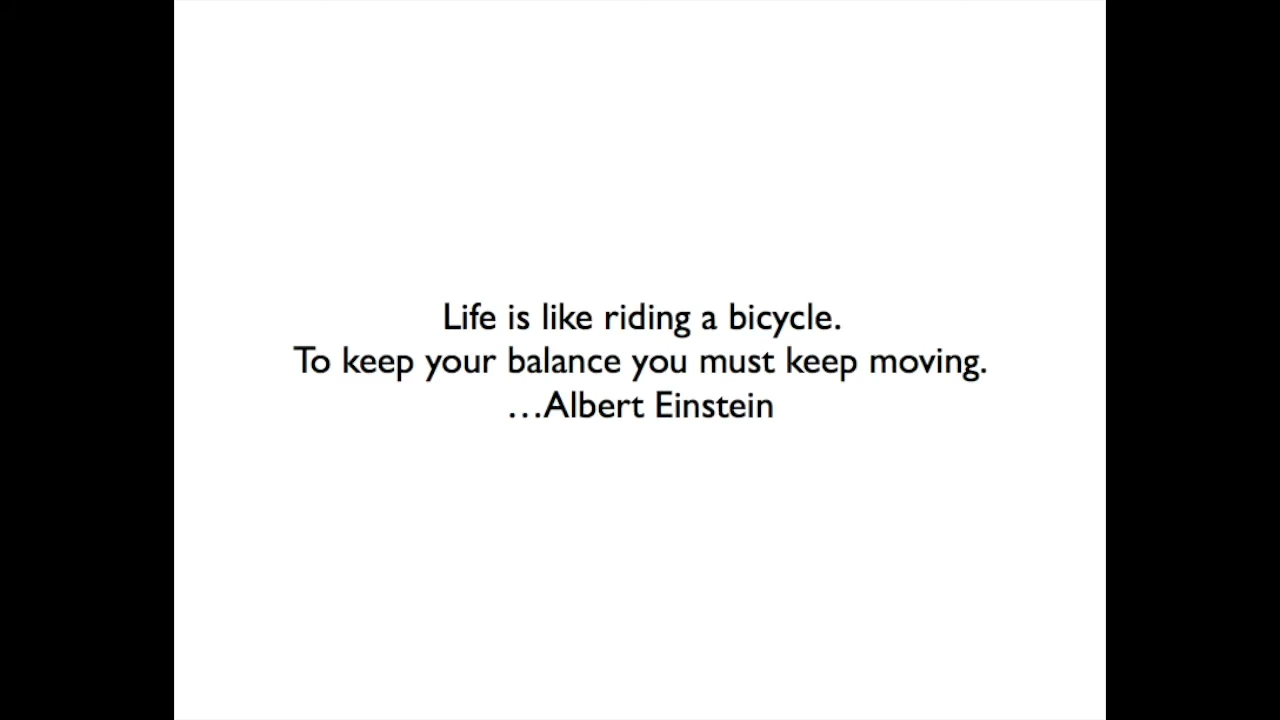 Life is like riding a bicycle.
To keep your balance you must keep moving.
…Albert Einstein